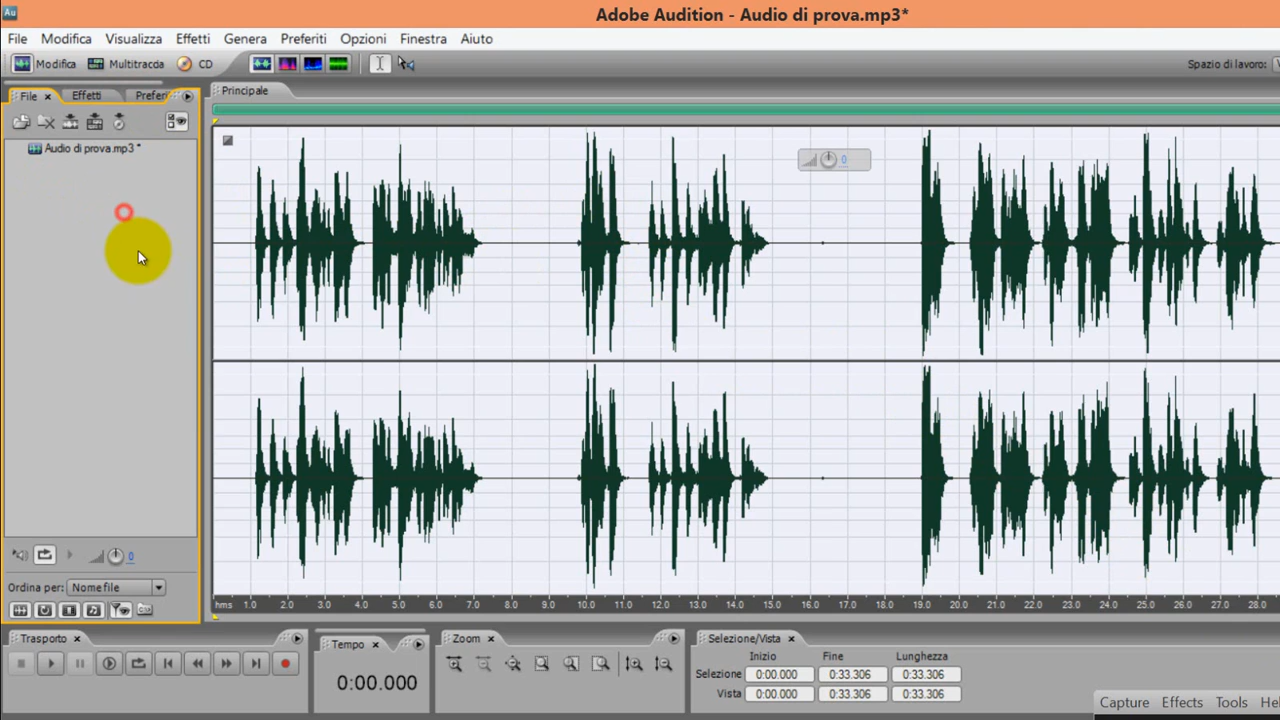 Au
Adobe Audition - Audio di prova.mp3*
File Modifica Visualizza Effetti Genera Preferiti Opzioni Finestra Aiuto
Modifica Multitraccia CD Spazio di lavoro:
File Effetti Prefer Principale
Audio di prova.mp3 *
0
0
Ordina per: Nome file
hms 1.0 2.0 3.0 4.0 5.0 6.0 7.0 8.0 9.0 10.0 11.0 12.0 13.0 14.0 15.0 16.0 17.0 18.0 19.0 20.0 21.0 22.0 23.0 24.0 25.0 26.0 27.0 28.0
Trasporto Tempo Zoom Selezione/Vista
Inizio Fine Lunghezza
Selezione 0:00.000 0:33.306 0:33.306
Vista 0:00.000 0:33.306 0:33.306
0:00.000
Capture Effects Tools He